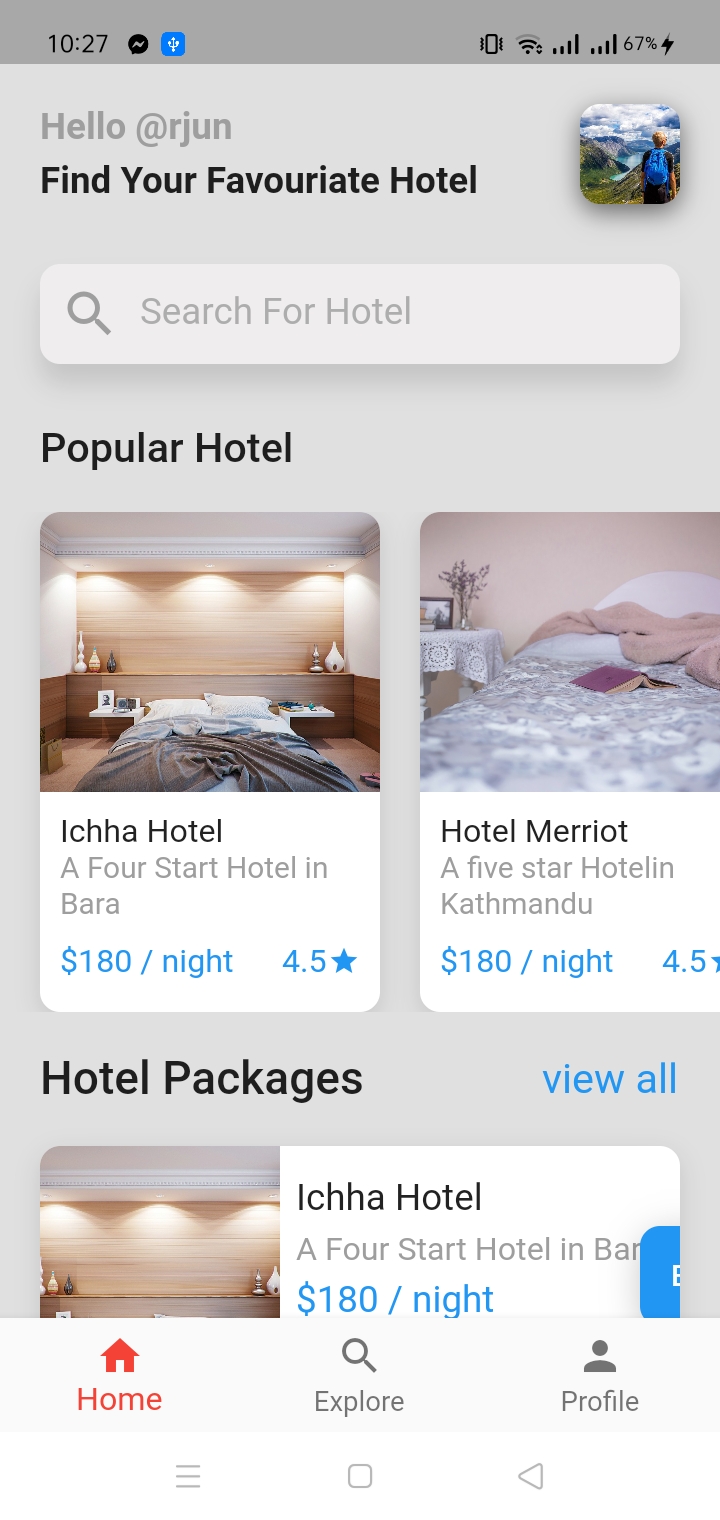 10:27
67%
Hello @rjun
Find Your Favouriate Hotel
Search For Hotel
Popular Hotel
Ichha Hotel
A Four Start Hotel in
Bara
$180 / night 4.5
Hotel Merriot
A five star Hotelin
Kathmandu
$180 / night 4.5
Hotel Packages
view all
Ichha Hotel
A Four Start Hotel in Bar
$180 / night
Home
Explore
Profile